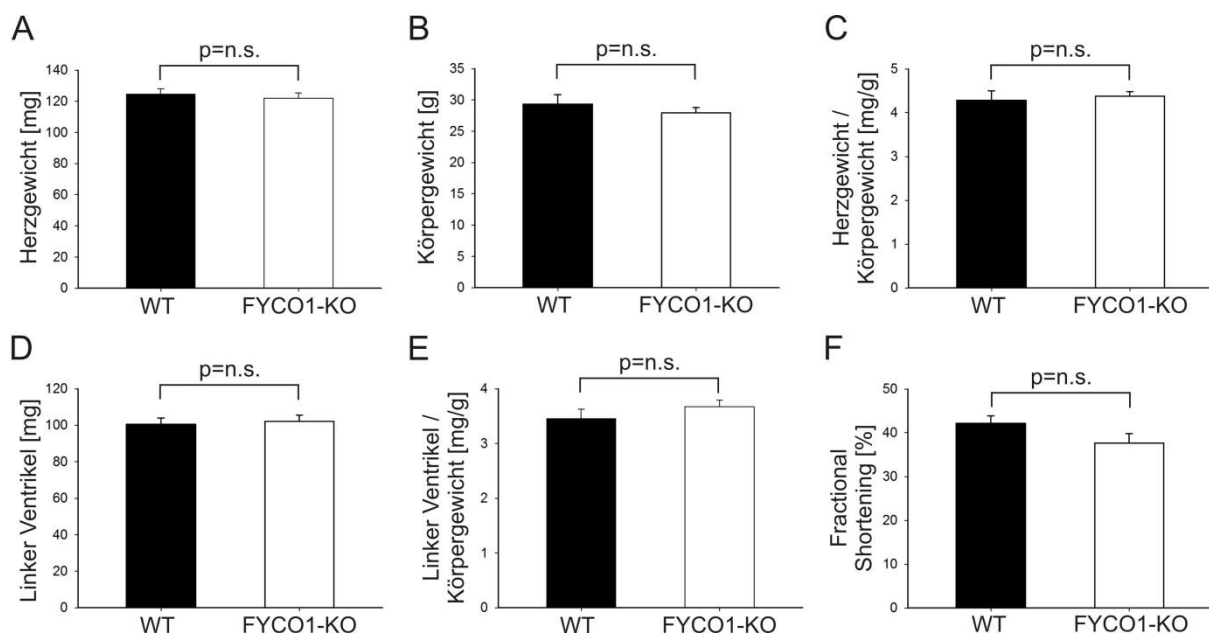 A
p=n.s.
Herzgewicht [mg]
140
120
100
80
60
40
20
0
WT
FYCO1-KO
B
p=n.s.
Körpergewicht [g]
35
30
25
20
15
10
5
0
WT
FYCO1-KO
C
p=n.s.
Herzgewicht /
Körpergewicht [mg/g]
5
4
3
2
1
0
WT
FYCO1-KO
D
p=n.s.
Linker Ventrikel [mg]
120
100
80
60
40
20
0
WT
FYCO1-KO
E
p=n.s.
Linker Ventrikel /
Körpergewicht [mg/g]
4
3
2
1
0
WT
FYCO1-KO
F
p=n.s.
Fractional
Shortening [%]
50
40
30
20
10
0
WT
FYCO1-KO